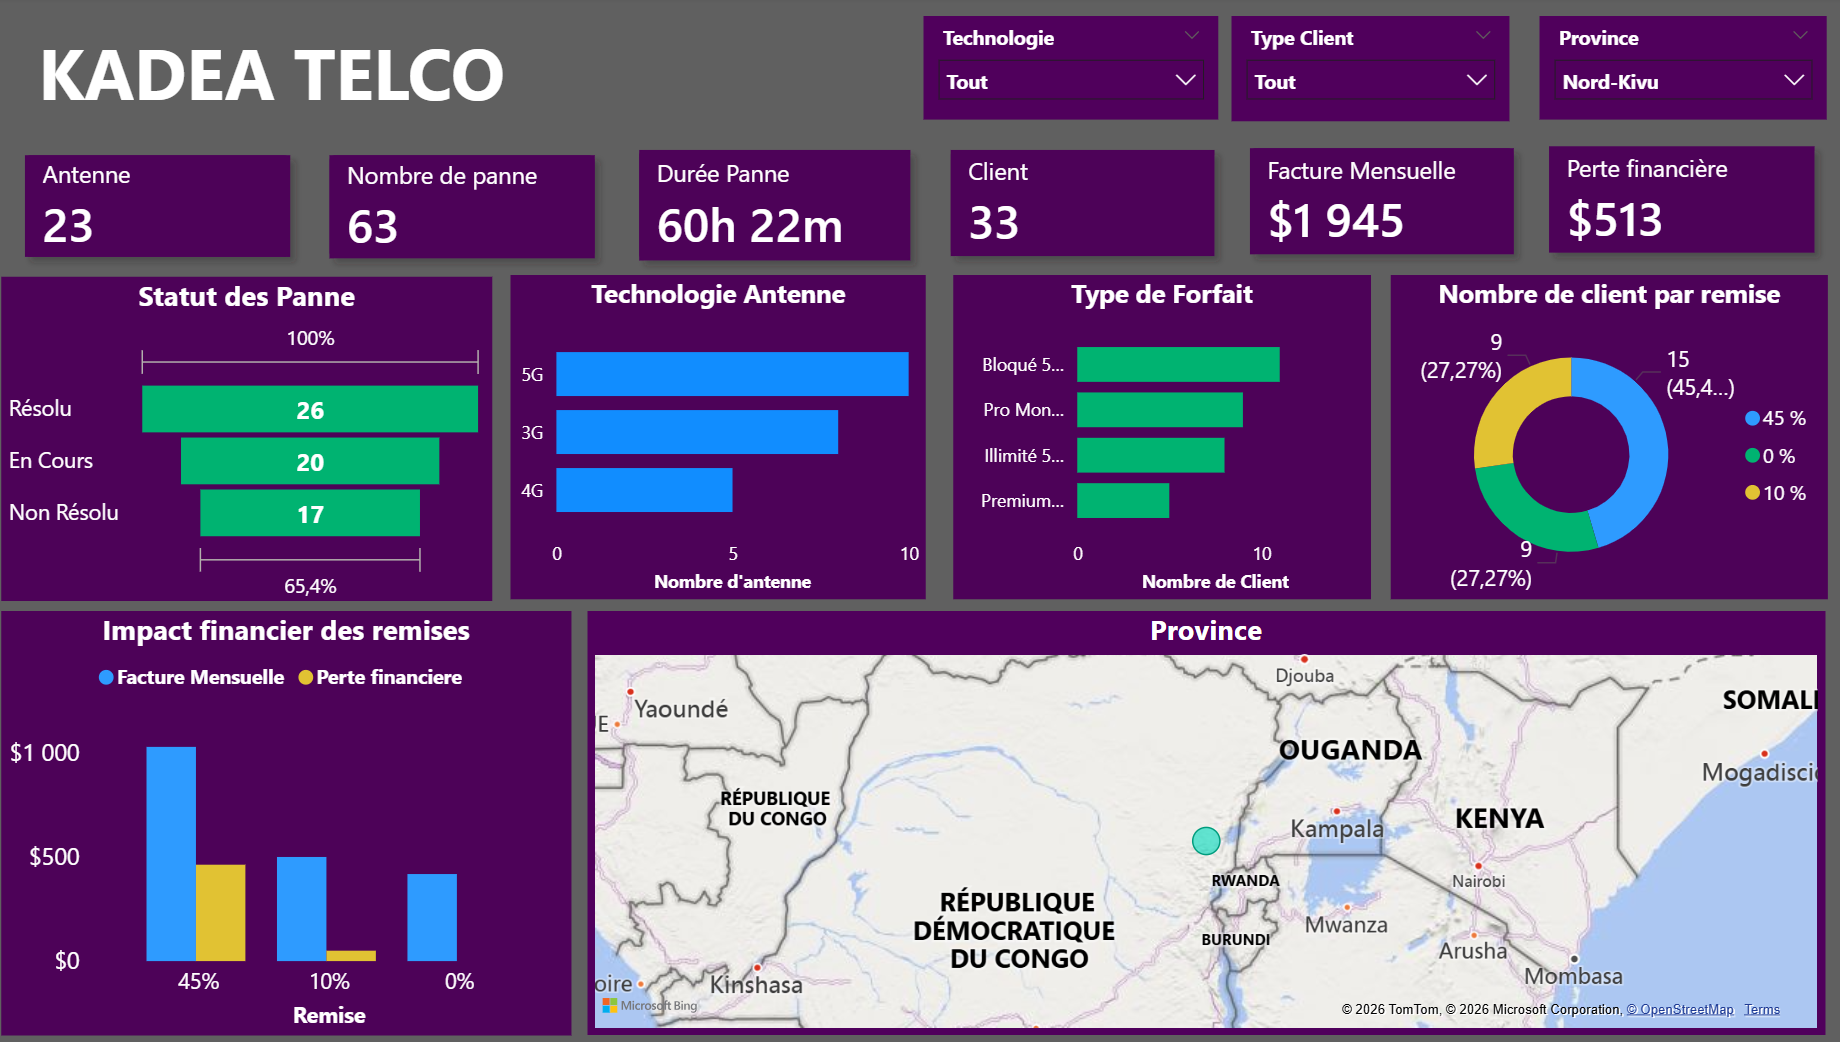 KADEA TELCO
Technologie
Tout
Type Client
Tout
Province
Nord-Kivu
Antenne
23
Nombre de panne
63
Durée Panne
60h 22m
Client
33
Facture Mensuelle
$1 945
Perte financière
$513
Statut des Panne
100%
Résolu
26
En Cours
20
Non Résolu
17
65,4%
Technologie Antenne
5G
3G
4G
0
5
10
Nombre d'antenne
Type de Forfait
Bloqué 5...
Pro Mon...
Illimité 5...
Premium...
0
10
Nombre de Client
Nombre de client par remise
9
(27,27%)
15
(45,4...)
9
(27,27%)
45 %
0 %
10 %
Impact financier des remises
Facture Mensuelle
Perte financiere
$1 000
$500
$0
45%
10%
0%
Remise
Province
Djouba
Yaoundé
E
SOMALI
OUGANDA
Mogadisci
RÉPUBLIQUE
DU CONGO
KENYA
Kampala
RWANDA
Nairobi
RÉPUBLIQUE
DÉMOCRATIQUE
DU CONGO
Mwanza
BURUNDI
Arusha
Mombasa
oire
Kinshasa
Microsoft Bing
© 2026 TomTom, © 2026 Microsoft Corporation, © OpenStreetMap Terms